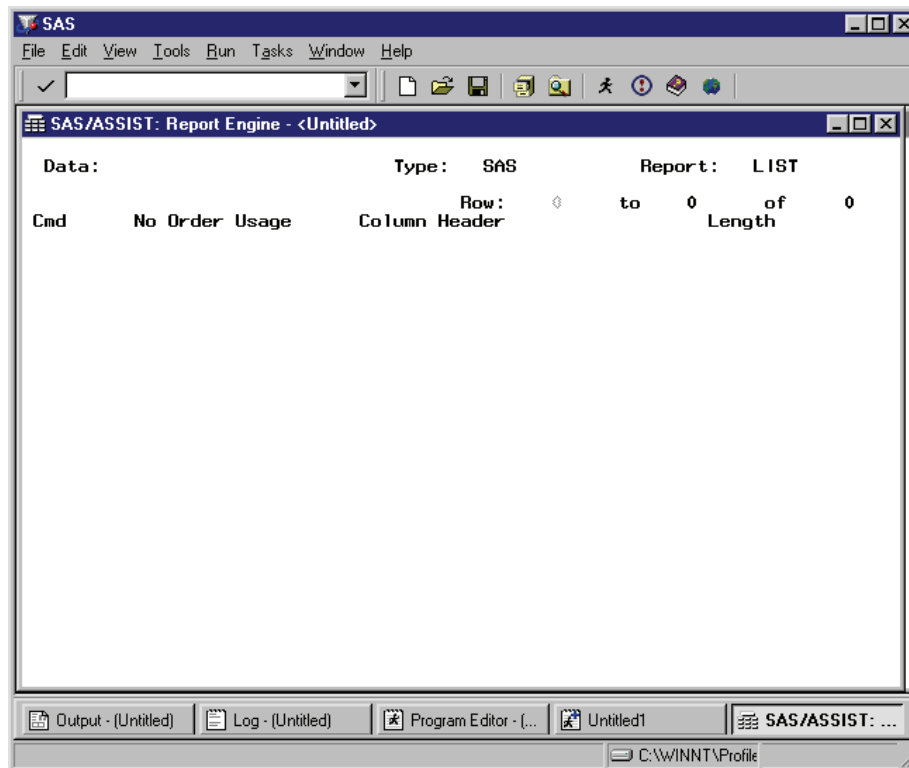 SAS
File Edit View Tools Run Tasks Window Help
SAS/ASSIST: Report Engine - <Untitled>
Data: Type: SAS Report: LIST
Row: 0 to 0 of 0
Cmd No Order Usage Column Header Length
Output - (Untitled) Log - (Untitled) Program Editor - (... Untitled1 SAS/ASSIST: ...
C:\WINNT\Profile